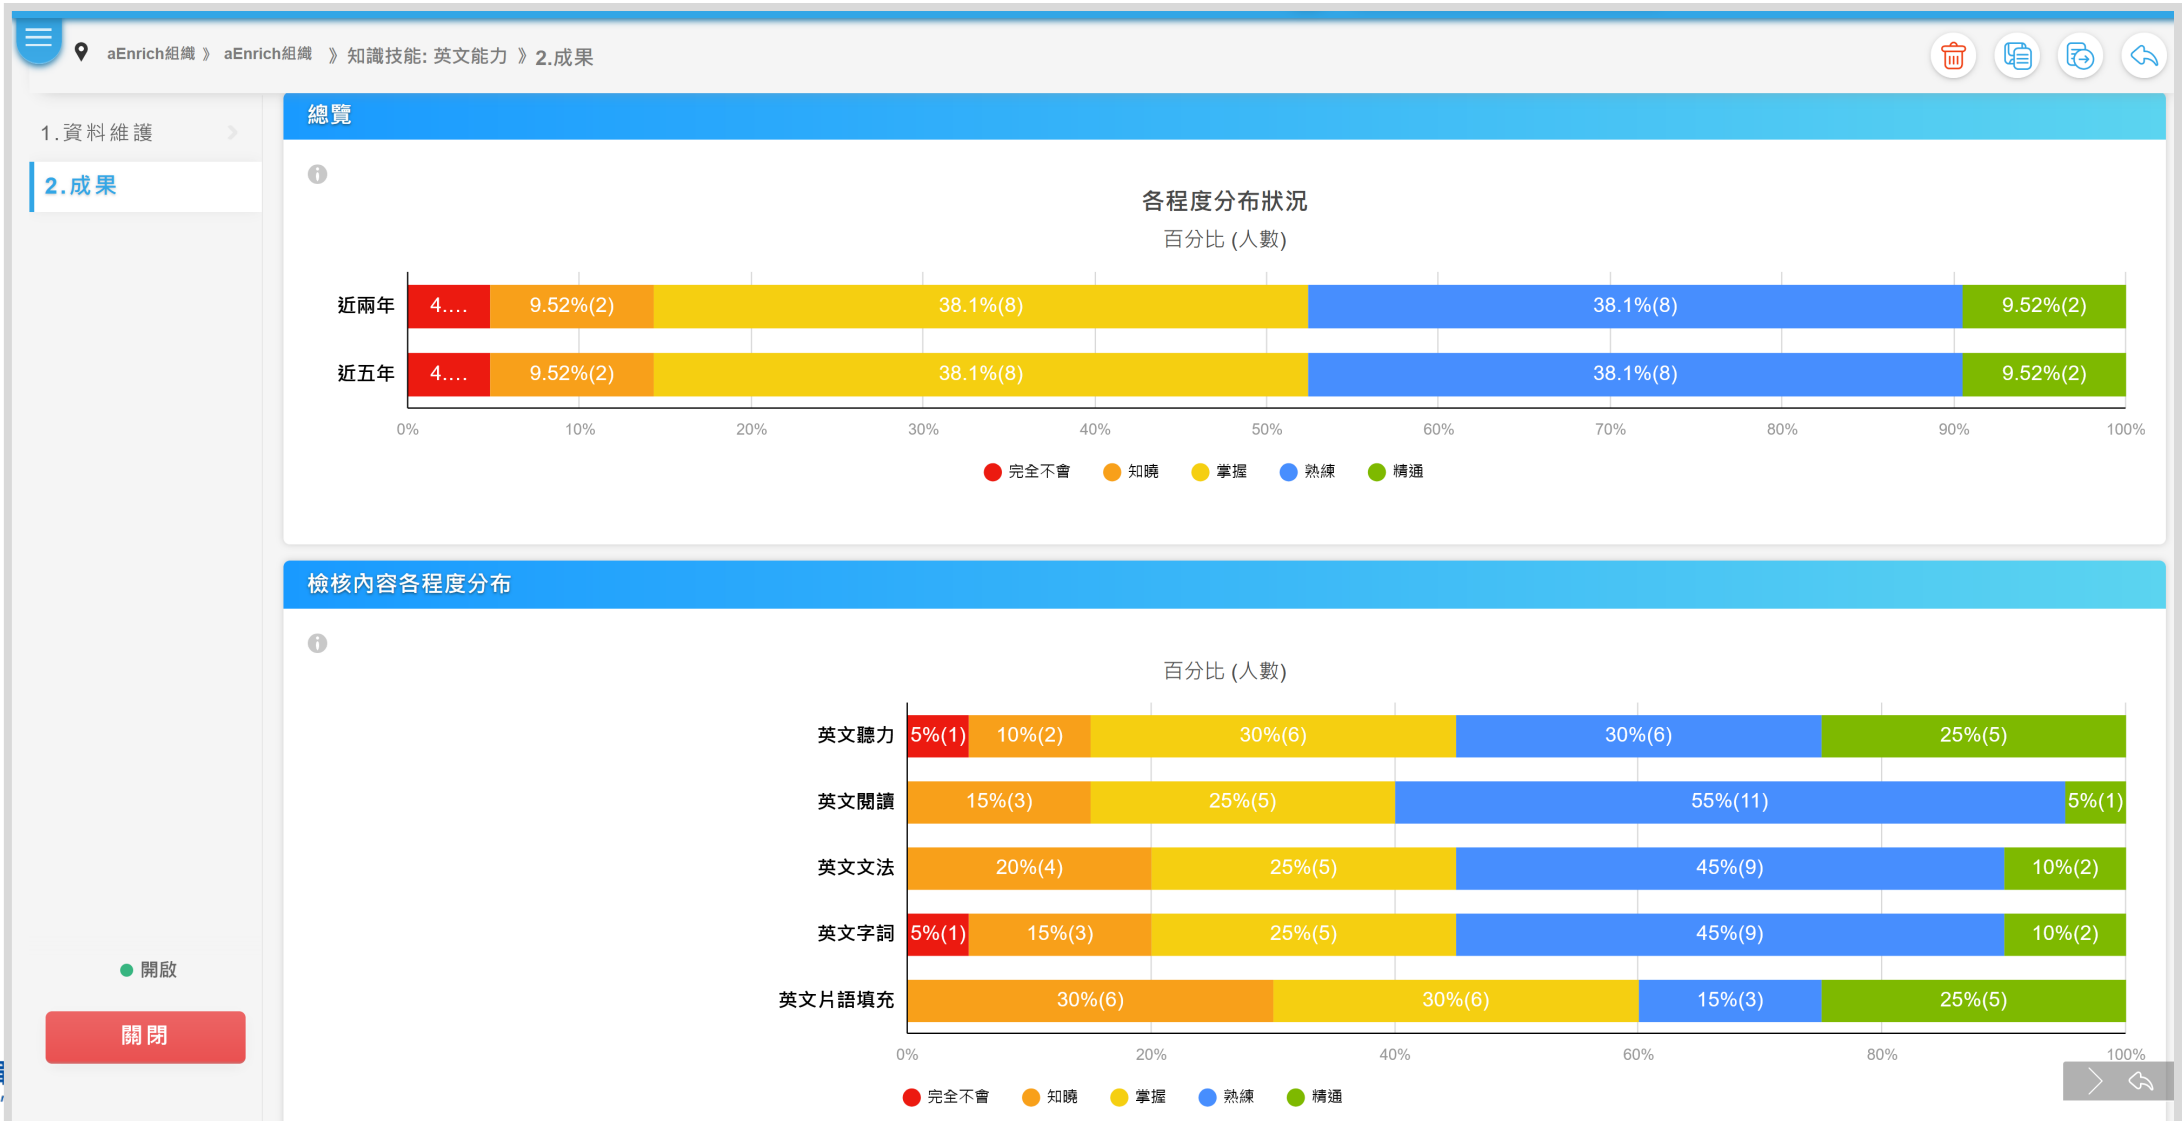 aEnrich組織 》 aEnrich組織 》知識技能: 英文能力 》2.成果
1.資料維護
2.成果
開啟
關閉
總覽
各程度分布狀況
百分比 (人數)
近兩年 4.... 9.52%(2) 38.1%(8) 38.1%(8) 9.52%(2)
近五年 4.... 9.52%(2) 38.1%(8) 38.1%(8) 9.52%(2)
0% 10% 20% 30% 40% 50% 60% 70% 80% 90% 100%
完全不會 知曉 掌握 熟練 精通
檢核內容各程度分布
百分比 (人數)
英文聽力 5%(1) 10%(2) 30%(6) 30%(6) 25%(5)
英文閱讀 15%(3) 25%(5) 55%(11) 5%(1)
英文文法 20%(4) 25%(5) 45%(9) 10%(2)
英文字詞 5%(1) 15%(3) 25%(5) 45%(9) 10%(2)
英文片語填充 30%(6) 30%(6) 15%(3) 25%(5)
0% 20% 40% 60% 80% 100%
完全不會 知曉 掌握 熟練 精通